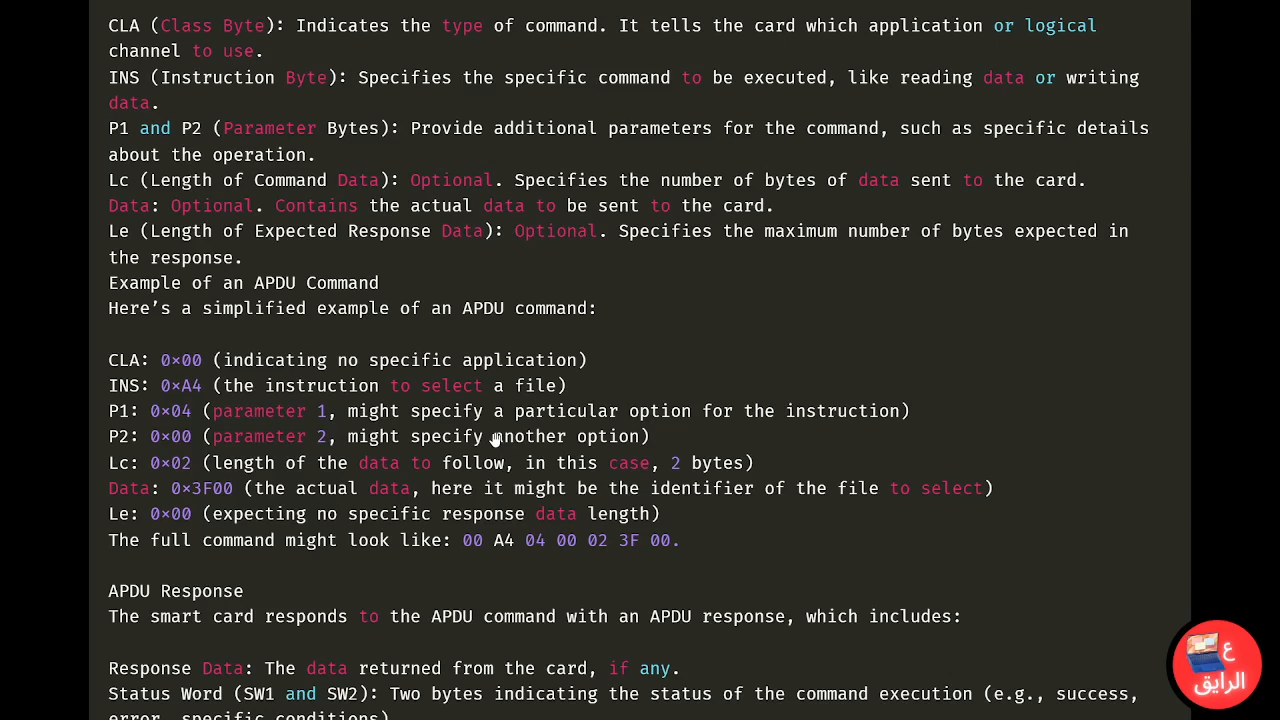 CLA (Class Byte): Indicates the type of command. It tells the card which application or logical
channel to use.
INS (Instruction Byte): Specifies the specific command to be executed, like reading data or writing
data.
P1 and P2 (Parameter Bytes): Provide additional parameters for the command, such as specific details
about the operation.
Lc (Length of Command Data): Optional. Specifies the number of bytes of data sent to the card.
Data: Optional. Contains the actual data to be sent to the card.
Le (Length of Expected Response Data): Optional. Specifies the maximum number of bytes expected in
the response.
Example of an APDU Command
Here’s a simplified example of an APDU command:
CLA: 0x00 (indicating no specific application)
INS: 0xA4 (the instruction to select a file)
P1: 0x04 (parameter 1, might specify a particular option for the instruction)
P2: 0x00 (parameter 2, might specify another option)
Lc: 0x02 (length of the data to follow, in this case, 2 bytes)
Data: 0x3F00 (the actual data, here it might be the identifier of the file to select)
Le: 0x00 (expecting no specific response data length)
The full command might look like: 00 A4 04 00 02 3F 00.
APDU Response
The smart card responds to the APDU command with an APDU response, which includes:
Response Data: The data returned from the card, if any.
Status Word (SW1 and SW2): Two bytes indicating the status of the command execution (e.g., success,
error, specific conditions)
ع
الرايق